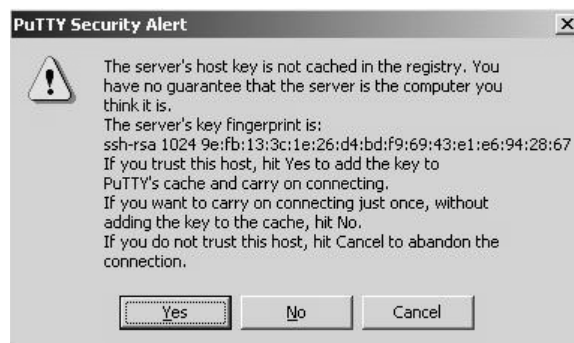 PuTTY Security Alert
The server's host key is not cached in the registry. You
have no guarantee that the server is the computer you
think it is.
The server's key fingerprint is:
ssh-rsa 1024 9e:fb:13:3c:1e:26:d4:bd:f9:69:43:e1:e6:94:28:67
If you trust this host, hit Yes to add the key to
PuTTY's cache and carry on connecting.
If you want to carry on connecting just once, without
adding the key to the cache, hit No.
If you do not trust this host, hit Cancel to abandon the
connection.
Yes No Cancel